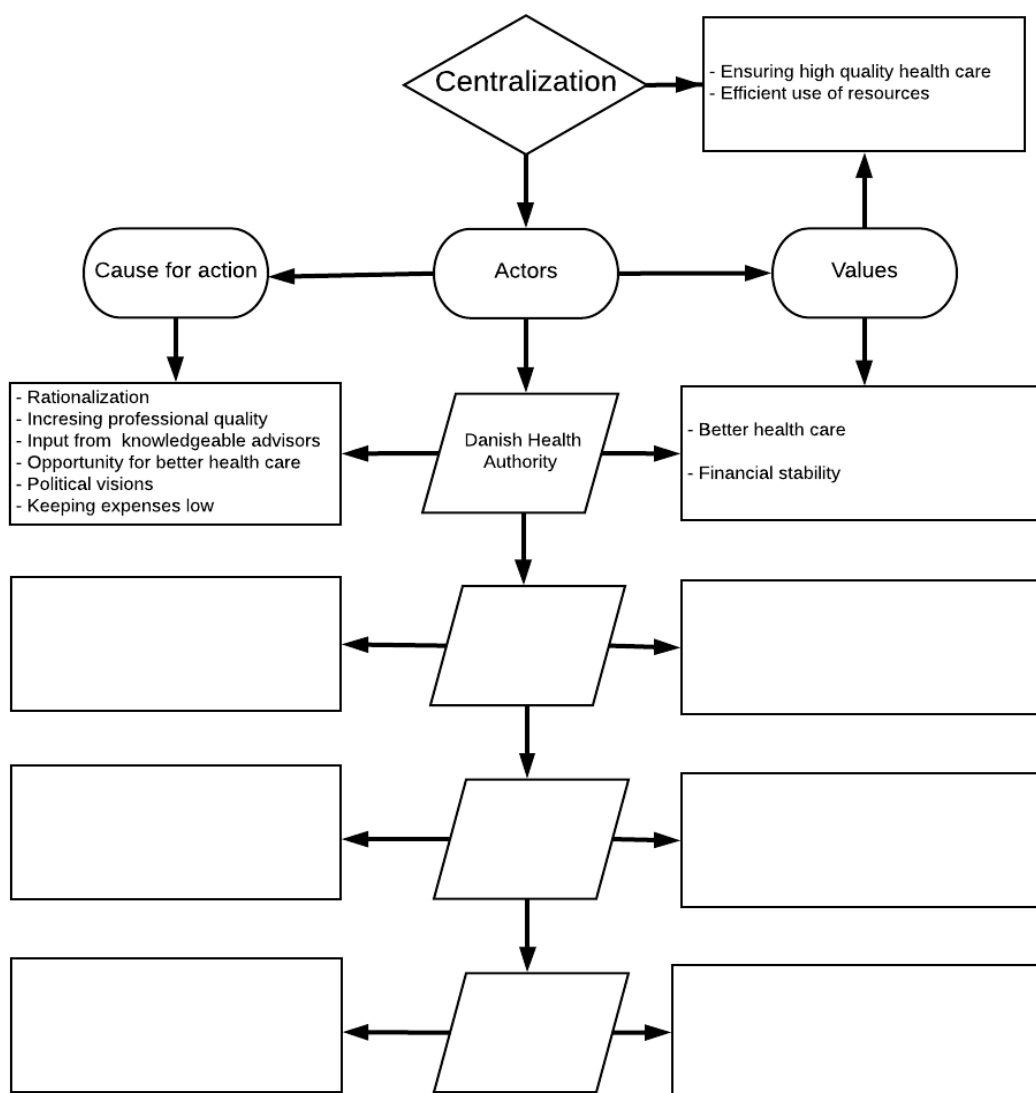 Centralization
- Ensuring high quality health care
- Efficient use of resources
Cause for action
Actors
Values
- Rationalization
- Incresing professional quality
- Input from  knowledgeable advisors
- Opportunity for better health care
- Political visions
- Keeping expenses low
Danish Health
Authority
- Better health care
- Financial stability